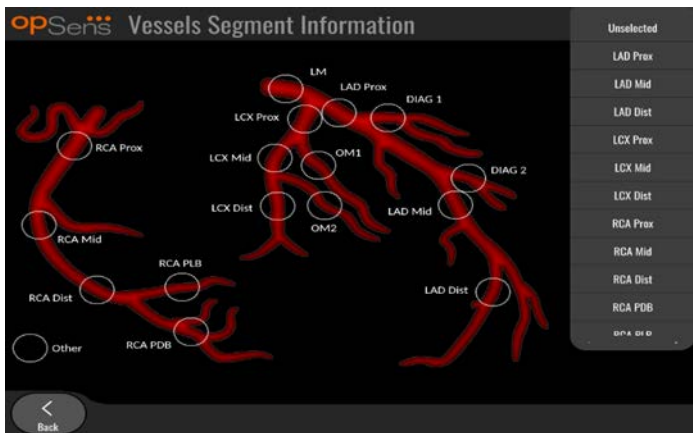 opSens Vessels Segment Information
LM
LAD Prox
DIAG 1
LCX Prox
RCA Prox
LCX Mid
OM1
DIAG 2
LCX Dist
LAD Mid
OM2
RCA Mid
RCA PLB
LAD Dist
RCA Dist
RCA PDB
Other
Back
Unselected
LAD Prox
LAD Mid
LAD Dist
LCX Prox
LCX Mid
LCX Dist
RCA Prox
RCA Mid
RCA Dist
RCA PDB
RCA PLB